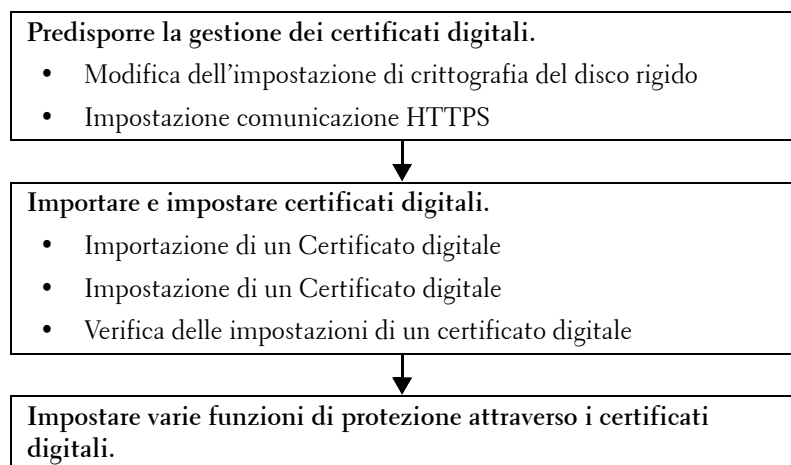 Predisporre la gestione dei certificati digitali.
• Modifica dell'impostazione di crittografia del disco rigido
• Impostazione comunicazione HTTPS
Importare e impostare certificati digitali.
• Importazione di un Certificato digitale
• Impostazione di un Certificato digitale
• Verifica delle impostazioni di un certificato digitale
Impostare varie funzioni di protezione attraverso i certificati
digitali.